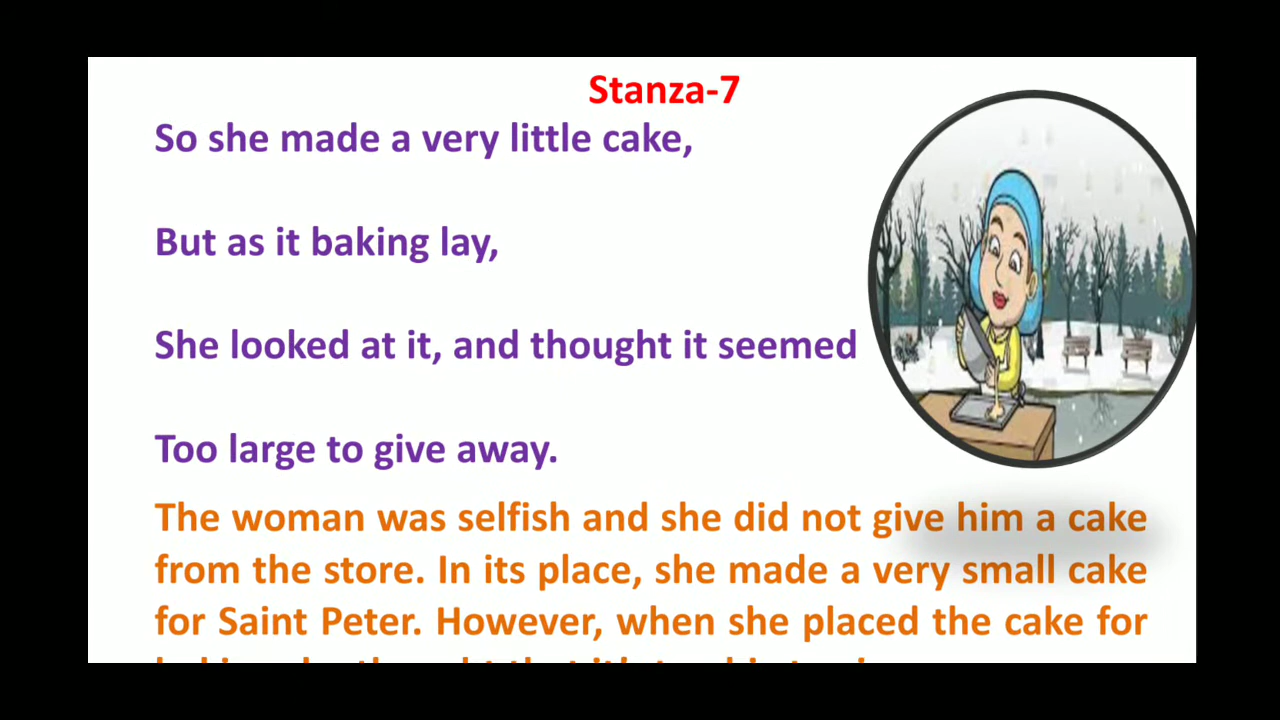 Stanza-7
So she made a very little cake,
But as it baking lay,
She looked at it, and thought it seemed
Too large to give away.
The woman was selfish and she did not give him a cake
from the store. In its place, she made a very small cake
for Saint Peter. However, when she placed the cake for